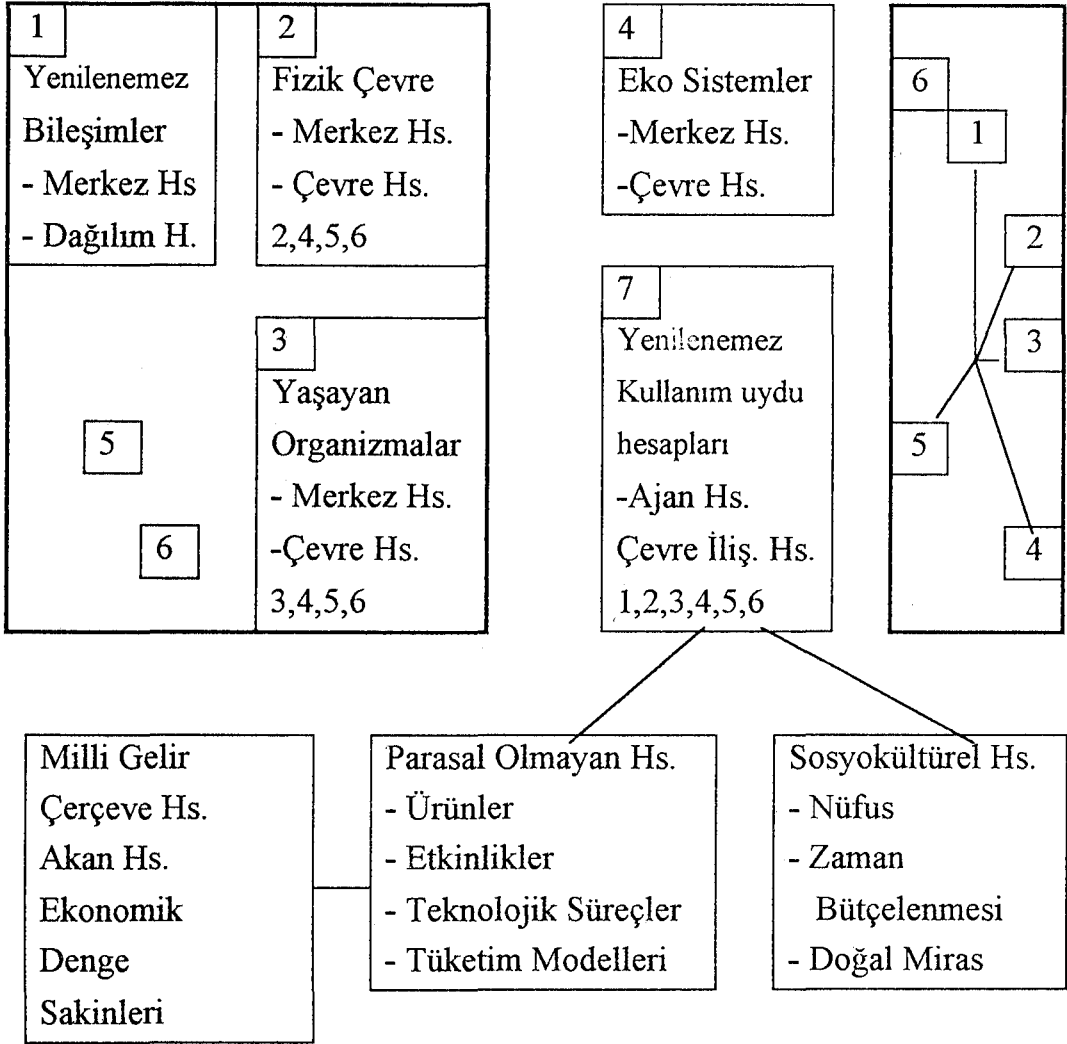 1
Yenilenemez
Bileşimler
- Merkez Hs
- Dağılım H.
2
Fizik Çevre
- Merkez Hs.
- Çevre Hs.
2,4,5,6
3
Yaşayan
Organizmalar
- Merkez Hs.
-Çevre Hs.
3,4,5,6
5
6
4
Eko Sistemler
-Merkez Hs.
-Çevre Hs.
7
Yenilenemez
Kullanım uydu
hesapları
-Ajan Hs.
Çevre İliş. Hs.
1,2,3,4,5,6
6
1
2
3
5
4
Milli Gelir
Çerçeve Hs.
Akan Hs.
Ekonomik
Denge
Sakinleri
Parasal Olmayan Hs.
- Ürünler
- Etkinlikler
- Teknolojik Süreçler
- Tüketim Modelleri
Sosyokültürel Hs.
- Nüfus
- Zaman
Bütçelenmesi
- Doğal Miras